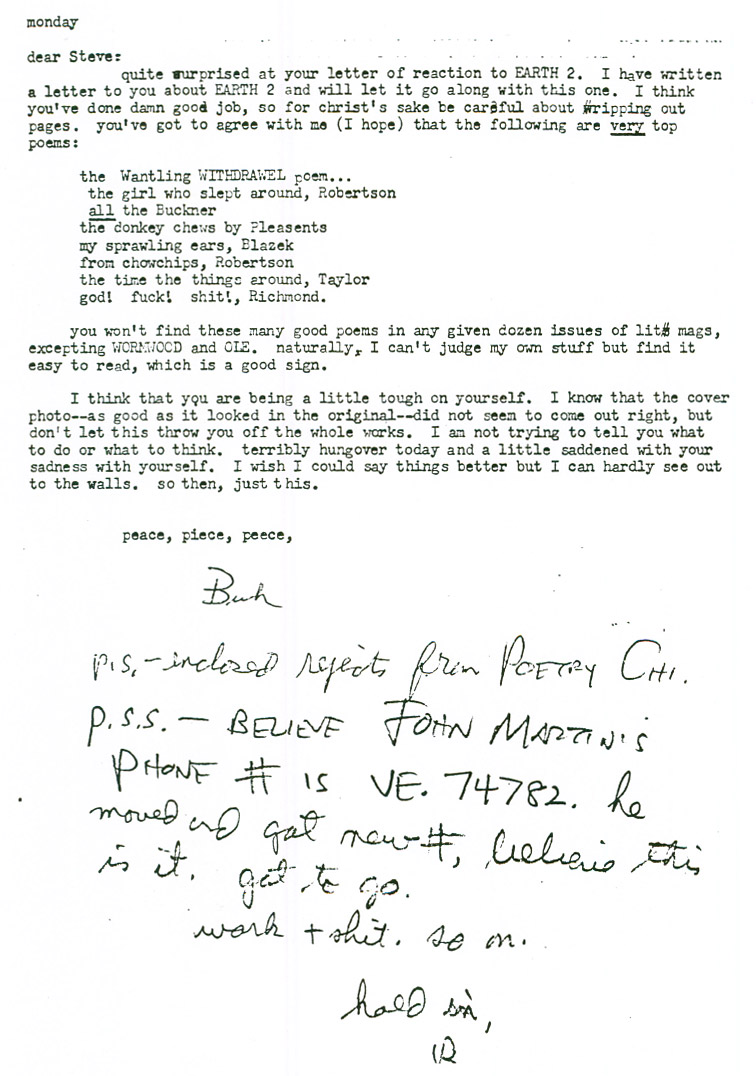 monday
dear Steve:
quite surprised at your letter of reaction to EARTH 2. I have written
a letter to you about EARTH 2 and will let it go along with this one. I think
you've done damn good job, so for christ's sake be careful about ripping out
pages. you've got to agree with me (I hope) that the following are very top
poems:
the Wantling WITHDRAWEL poem...
the girl who slept around, Robertson
all the Buckner
the donkey chews by Pleasents
my sprawling ears, Blazek
from chowchips, Robertson
the time the things around, Taylor
god! fuck! shit!, Richmond.
you won't find these many good poems in any given dozen issues of lit mags,
excepting WORMWOOD and OLE. naturally, I can't judge my own stuff but find it
easy to read, which is a good sign.
I think that you are being a little tough on yourself. I know that the cover
photo--as good as it looked in the original--did not seem to come out right, but
don't let this throw you off the whole works. I am not trying to tell you what
to do or what to think. terribly hungover today and a little saddened with your
sadness with yourself. I wish I could say things better but I can hardly see out
to the walls. so then, just this.
peace, piece, peece,
Buk
p.s.-inclosed rejects from POETRY CHI.
P.S.S. — BELIEVE JOHN MARTIN'S
PHONE # IS VE. 74782. he
moved and got new #, believe this
is it. got to go.
work + shit. so on.
hold on,
B